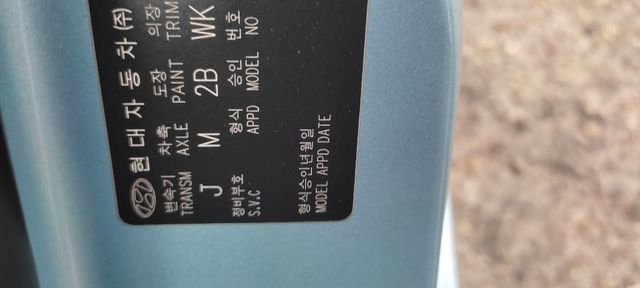 현대자동차(주)
변속기 차축 도장 의장
TRANSM AXLE PAINT TRIM
J M 2B WK
정비부호 형식 승인 번호
S.V.C APPD MODEL NO
형식승인년월일
MODEL APPD DATE